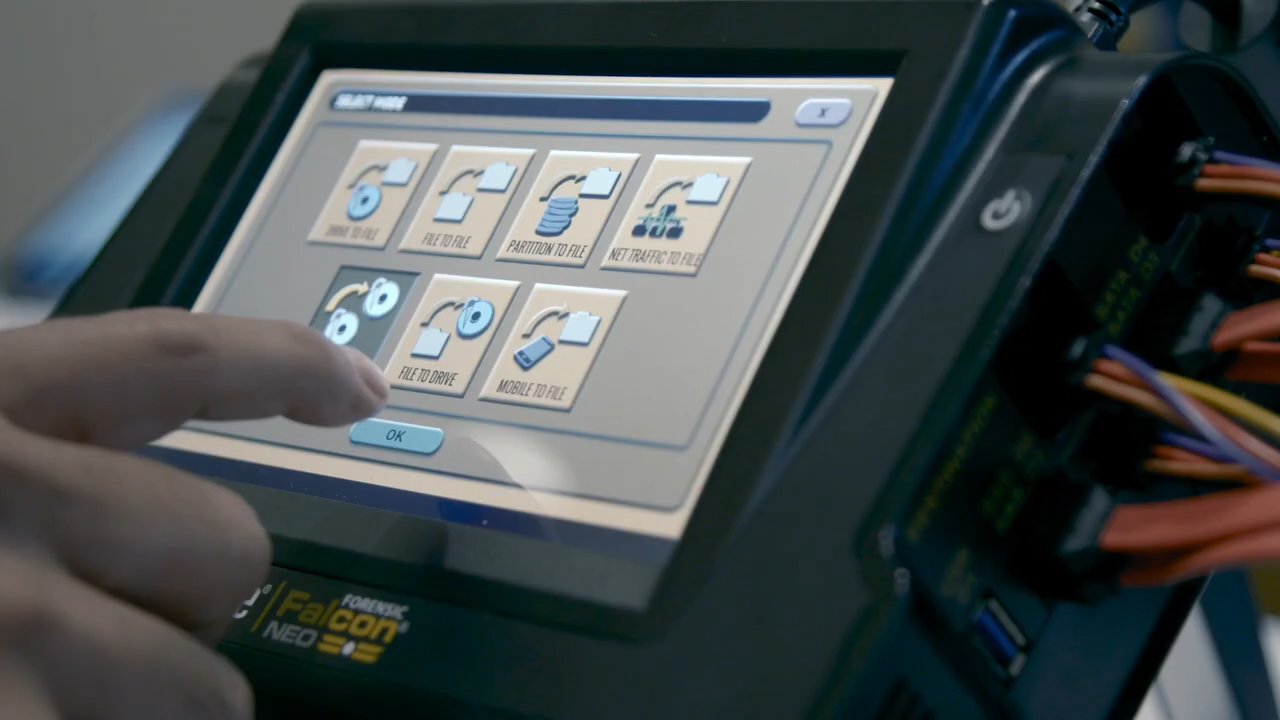 SELECT MODE
X
DRIVE TO FILE
FILE TO FILE
PARTITION TO FILE
NET TRAFFIC TO FILE
FILE TO DRIVE
MOBILE TO FILE
OK
FORENSIC
Falcon®
NEO